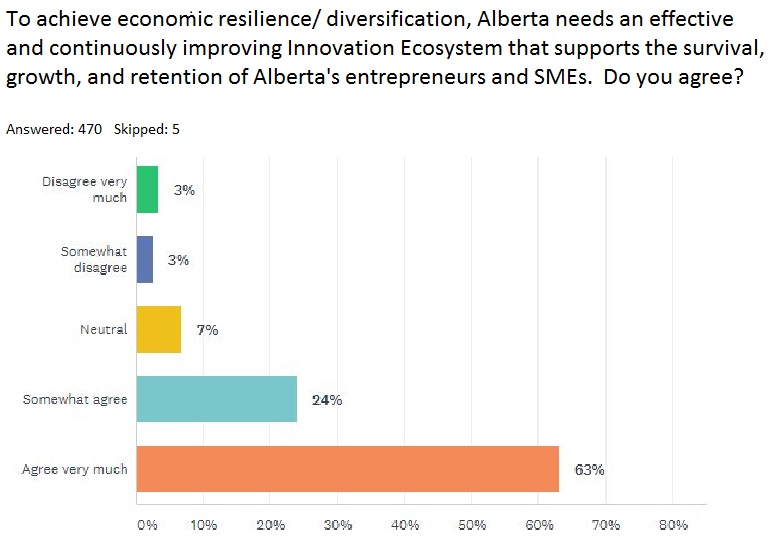 To achieve economic resilience/ diversification, Alberta needs an effective
and continuously improving Innovation Ecosystem that supports the survival,
growth, and retention of Alberta's entrepreneurs and SMEs.  Do you agree?
Answered: 470   Skipped: 5
Disagree very
much
3%
Somewhat
disagree
3%
Neutral
7%
Somewhat agree
24%
Agree very much
63%
0% 10% 20% 30% 40% 50% 60% 70% 80%